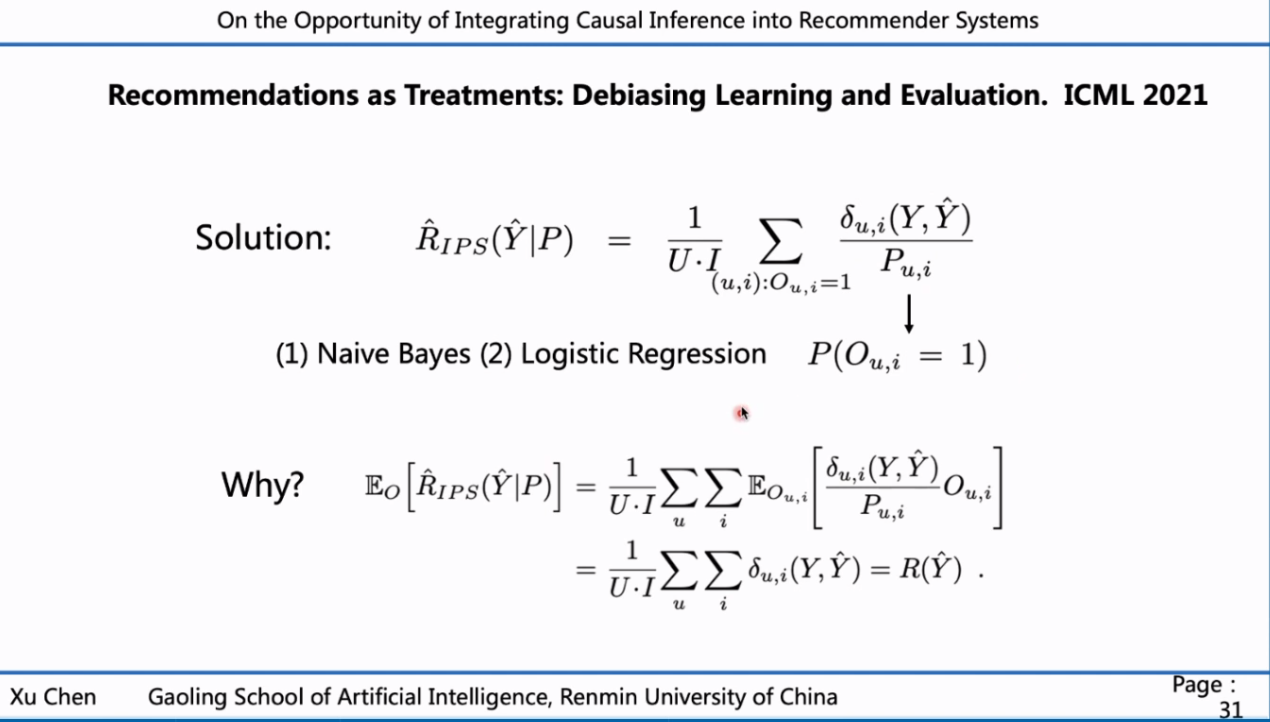 On the Opportunity of Integrating Causal Inference into Recommender Systems
Recommendations as Treatments: Debiasing Learning and Evaluation. ICML 2021
Solution: $\hat{R}_{IPS}(\hat{Y}|P) = \frac{1}{U \cdot I} \sum_{(u,i):O_{u,i}=1} \frac{\delta_{u,i}(Y,\hat{Y})}{P_{u,i}}$
↓
(1) Naive Bayes (2) Logistic Regression $P(O_{u,i} = 1)$
Why? $\mathbb{E}_O\left[\hat{R}_{IPS}(\hat{Y}|P)\right] = \frac{1}{U \cdot I} \sum_u \sum_i \mathbb{E}_{O_{u,i}}\left[\frac{\delta_{u,i}(Y,\hat{Y})}{P_{u,i}} O_{u,i}\right]$
$= \frac{1}{U \cdot I} \sum_u \sum_i \delta_{u,i}(Y,\hat{Y}) = R(\hat{Y}) \ .$
Xu Chen Gaoling School of Artificial Intelligence, Renmin University of China
Page :
31